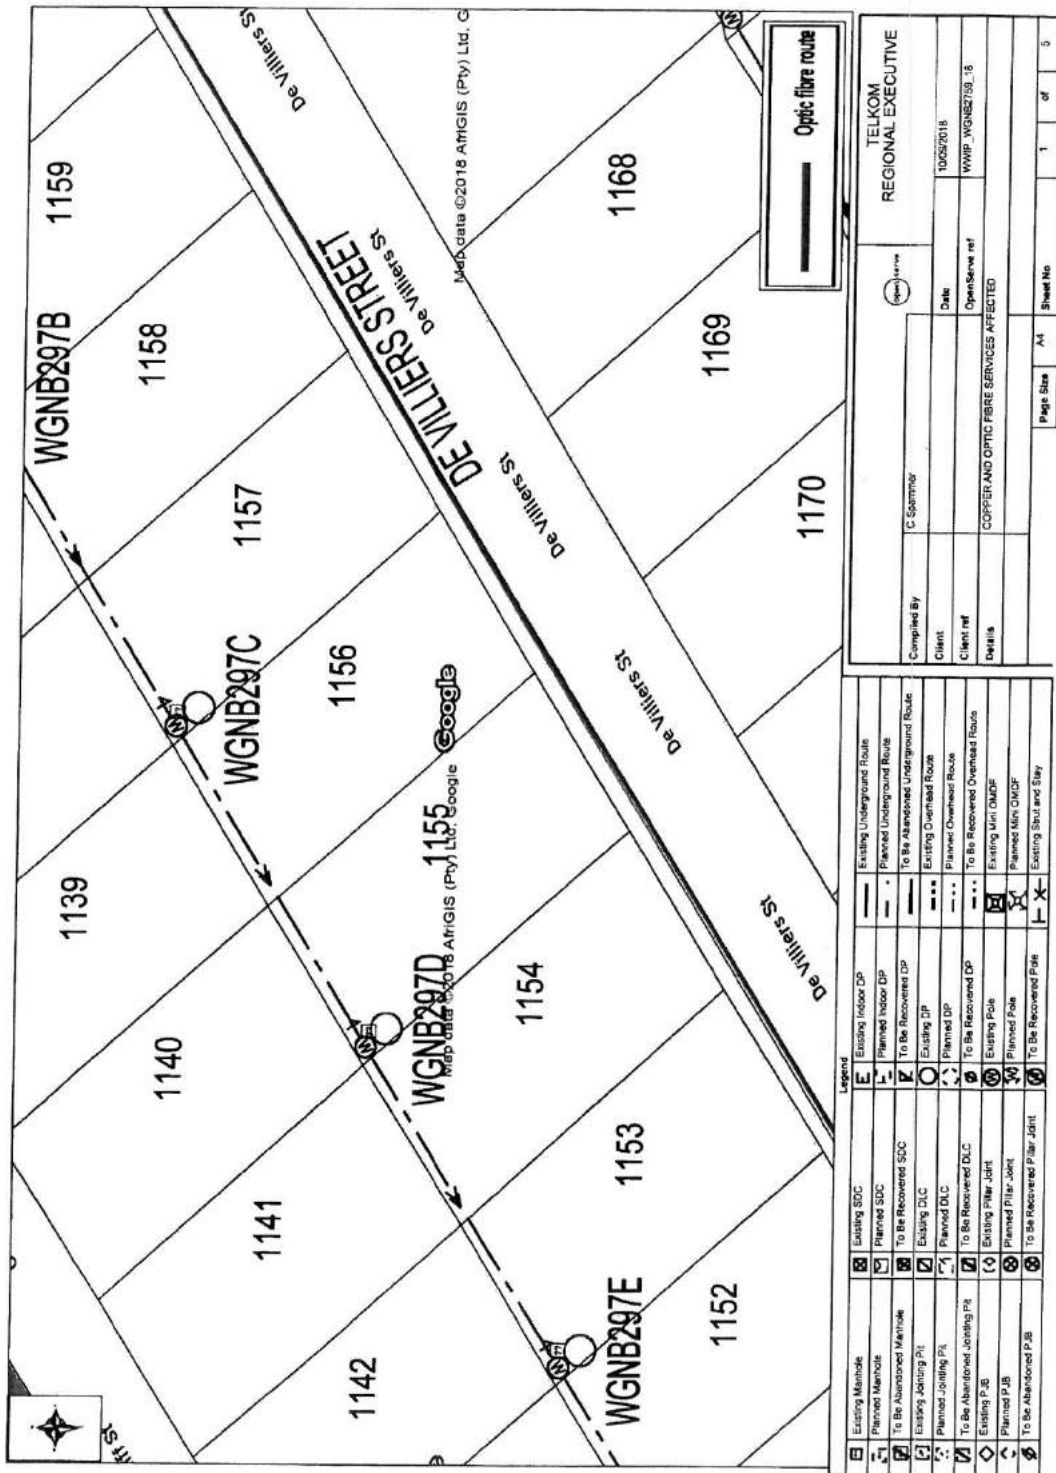 De Villiers St
1159
WGNB297B
1158
DE VILLIERS STREET
De Villiers St
Map data ©2018 AfriGIS (Pty) Ltd, G
1168
Optic fibre route
1157
De Villiers St
1169
WGNB297C
1156
De Villiers St
1170
Google
1139
1155
Map data ©2018 AfriGIS (Pty) Ltd, Google
WGNB297D
1154
De Villiers St
1140
1153
1141
WGNB297E
1152
1142
Legend
Existing Manhole
Planned Manhole
To Be Abandoned Manhole
Existing Jointing Pit
Planned Jointing Pit
To Be Abandoned Jointing Pit
Existing PJB
Planned PJB
To Be Abandoned PJB
Existing SDC
Planned SDC
To Be Recovered SDC
Existing DLC
Planned DLC
To Be Recovered DLC
Existing Pillar Joint
Planned Pillar Joint
To Be Recovered Pillar Joint
Existing Indoor DP
Planned Indoor DP
To Be Recovered DP
Existing DP
Planned DP
To Be Recovered DP
Existing Pole
Planned Pole
To Be Recovered Pole
Existing Underground Route
Planned Underground Route
To Be Abandoned Underground Route
Existing Overhead Route
Planned Overhead Route
To Be Recovered Overhead Route
Existing Mini OMDF
Planned Mini OMDF
Existing Strut and Stay
openserve
TELKOM
REGIONAL EXECUTIVE
Compiled By
Client Date 10/09/2018
Client ref OpenServe ref WWIP_WGNB2759_18
Details COPPER AND OPTIC FIBRE SERVICES AFFECTED
Page Size A4 Sheet No 1 of 5